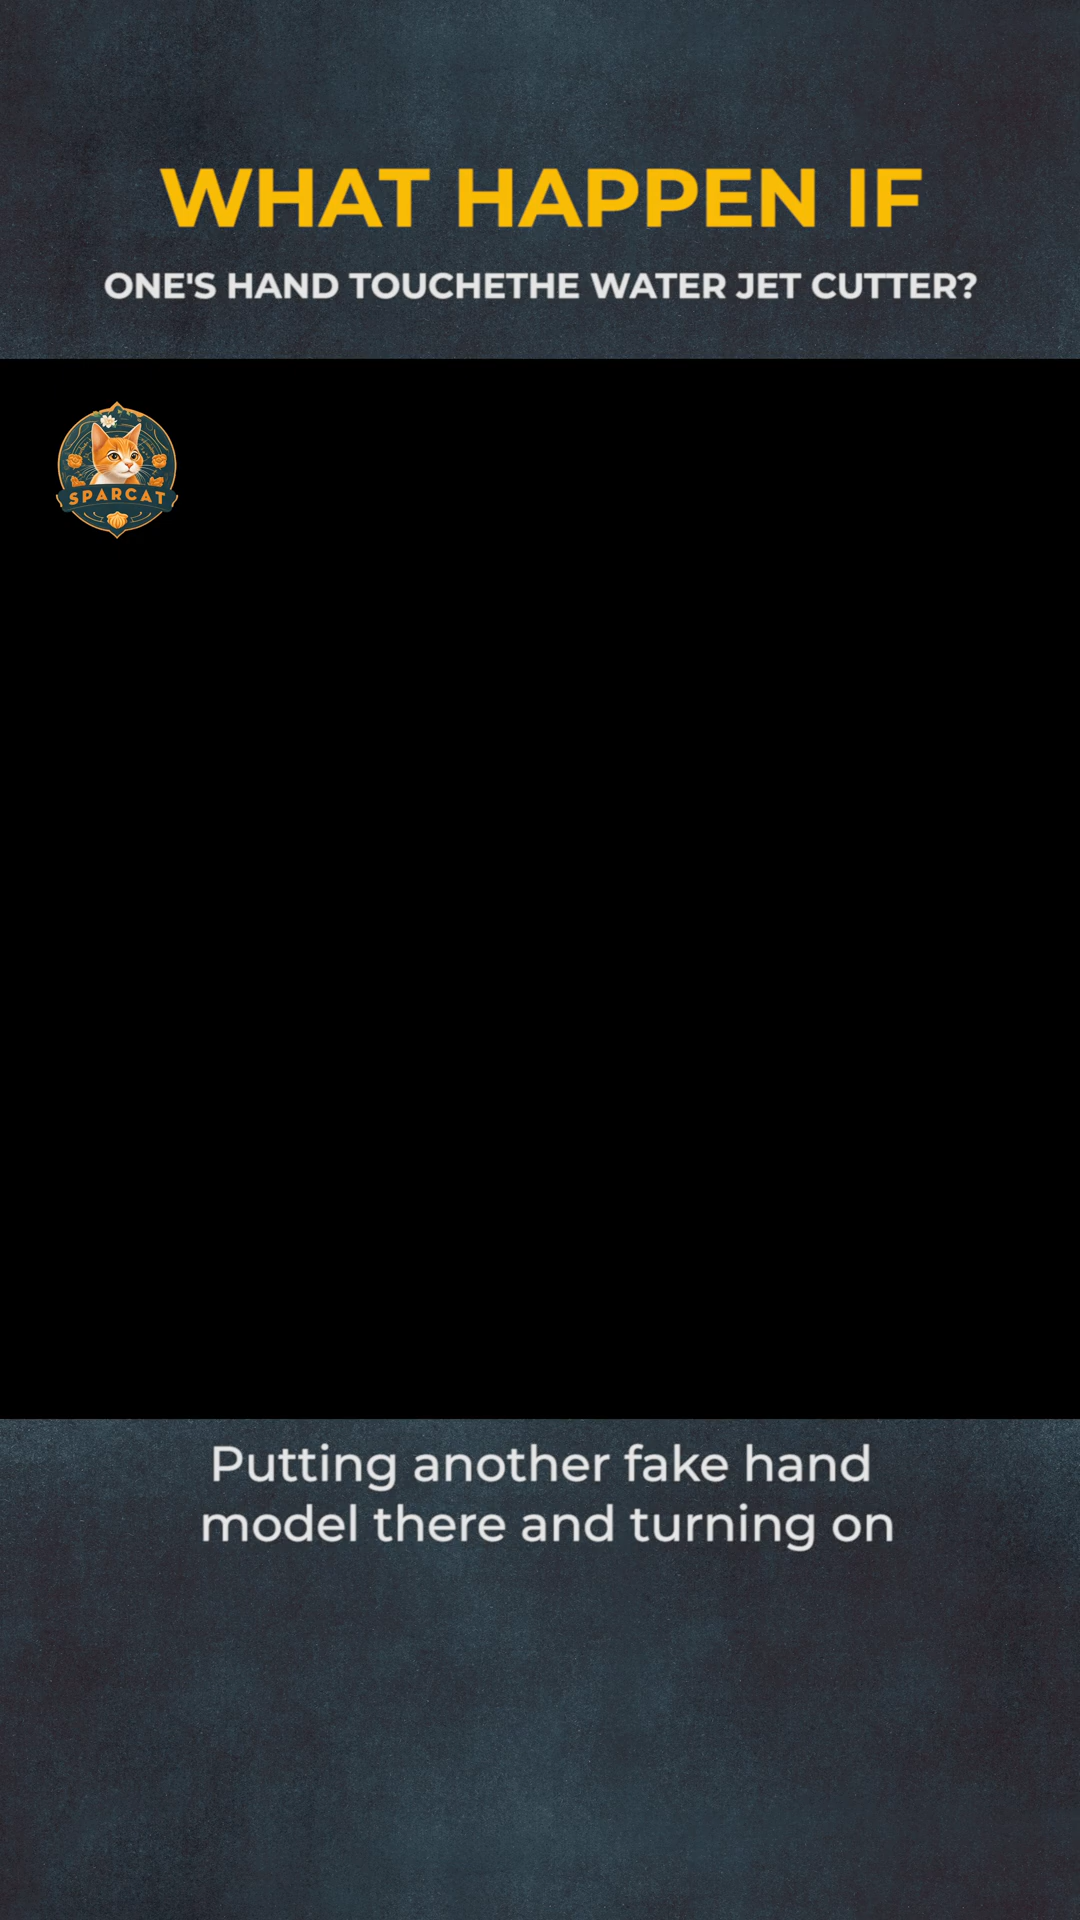 WHAT HAPPEN IF
ONE'S HAND TOUCHETHE WATER JET CUTTER?
SPARCAT
Putting another fake hand
model there and turning on